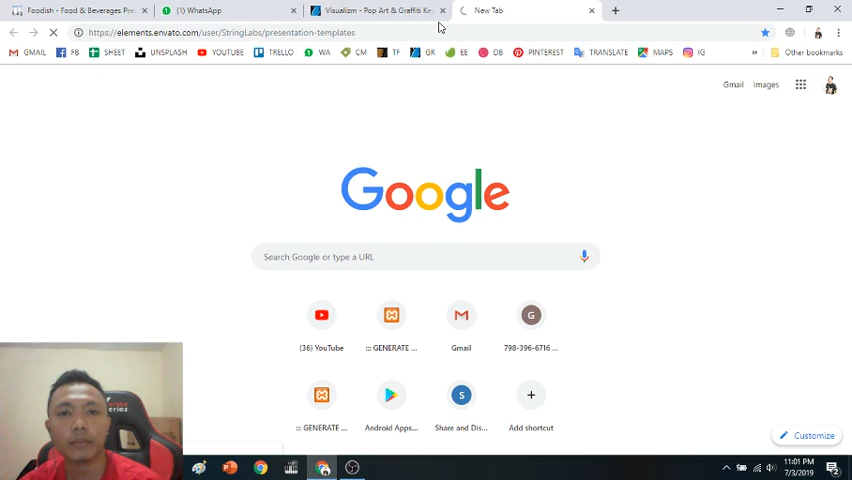 Foodish - Food & Beverages Pres
(1) WhatsApp
Visualizm - Pop Art & Graffiti Ke
New Tab
https://elements.envato.com/user/StringLabs/presentation-templates
GMAIL
FB
SHEET
UNSPLASH
YOUTUBE
TRELLO
WA
CM
TF
GR
EE
DB
PINTEREST
TRANSLATE
MAPS
IG
Other bookmarks
Gmail
Images
Google
Search Google or type a URL
(36) YouTube
::: GENERATE ...
Gmail
G
798-396-6716 ...
::: GENERATE ...
Android Apps...
S
Share and Dis...
Add shortcut
Customize
11:01 PM
7/3/2019